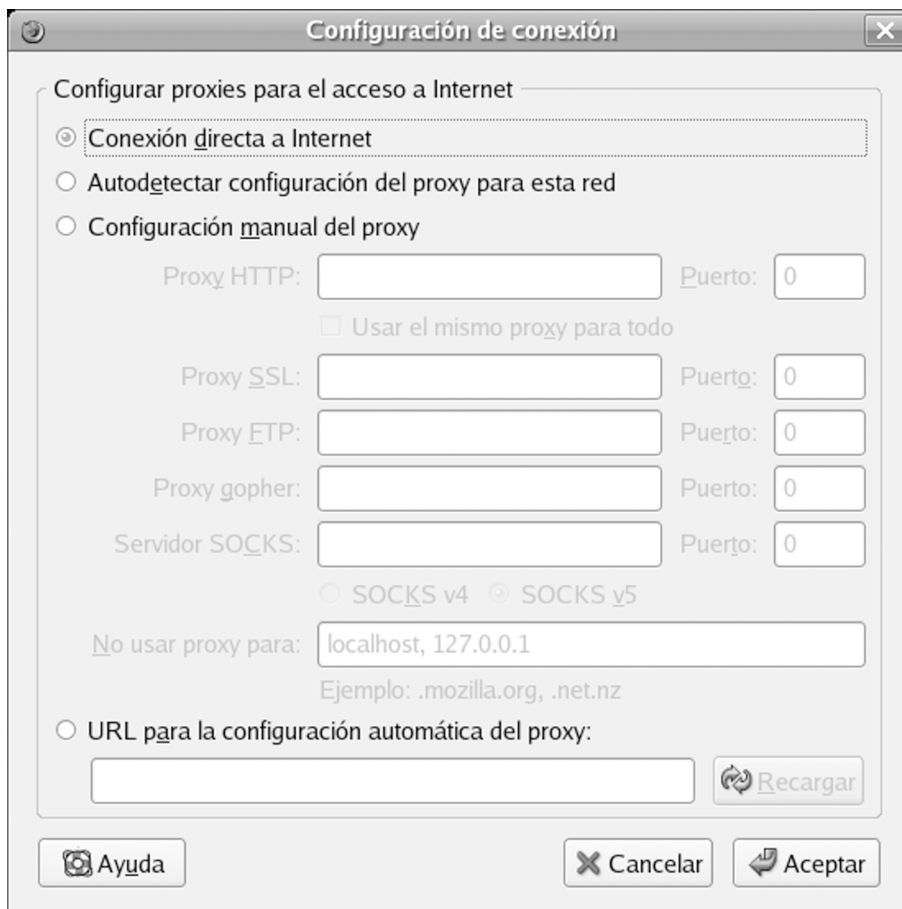 Configuración de conexión
Configurar proxies para el acceso a Internet
Conexión directa a Internet
Autodetectar configuración del proxy para esta red
Configuración manual del proxy
Proxy HTTP: Puerto: 0
Usar el mismo proxy para todo
Proxy SSL: Puerto: 0
Proxy FTP: Puerto: 0
Proxy gopher: Puerto: 0
Servidor SOCKS: Puerto: 0
SOCKS v4 SOCKS v5
No usar proxy para: localhost, 127.0.0.1
Ejemplo: .mozilla.org, .net.nz
URL para la configuración automática del proxy:
Recargar
Ayuda Cancelar Aceptar